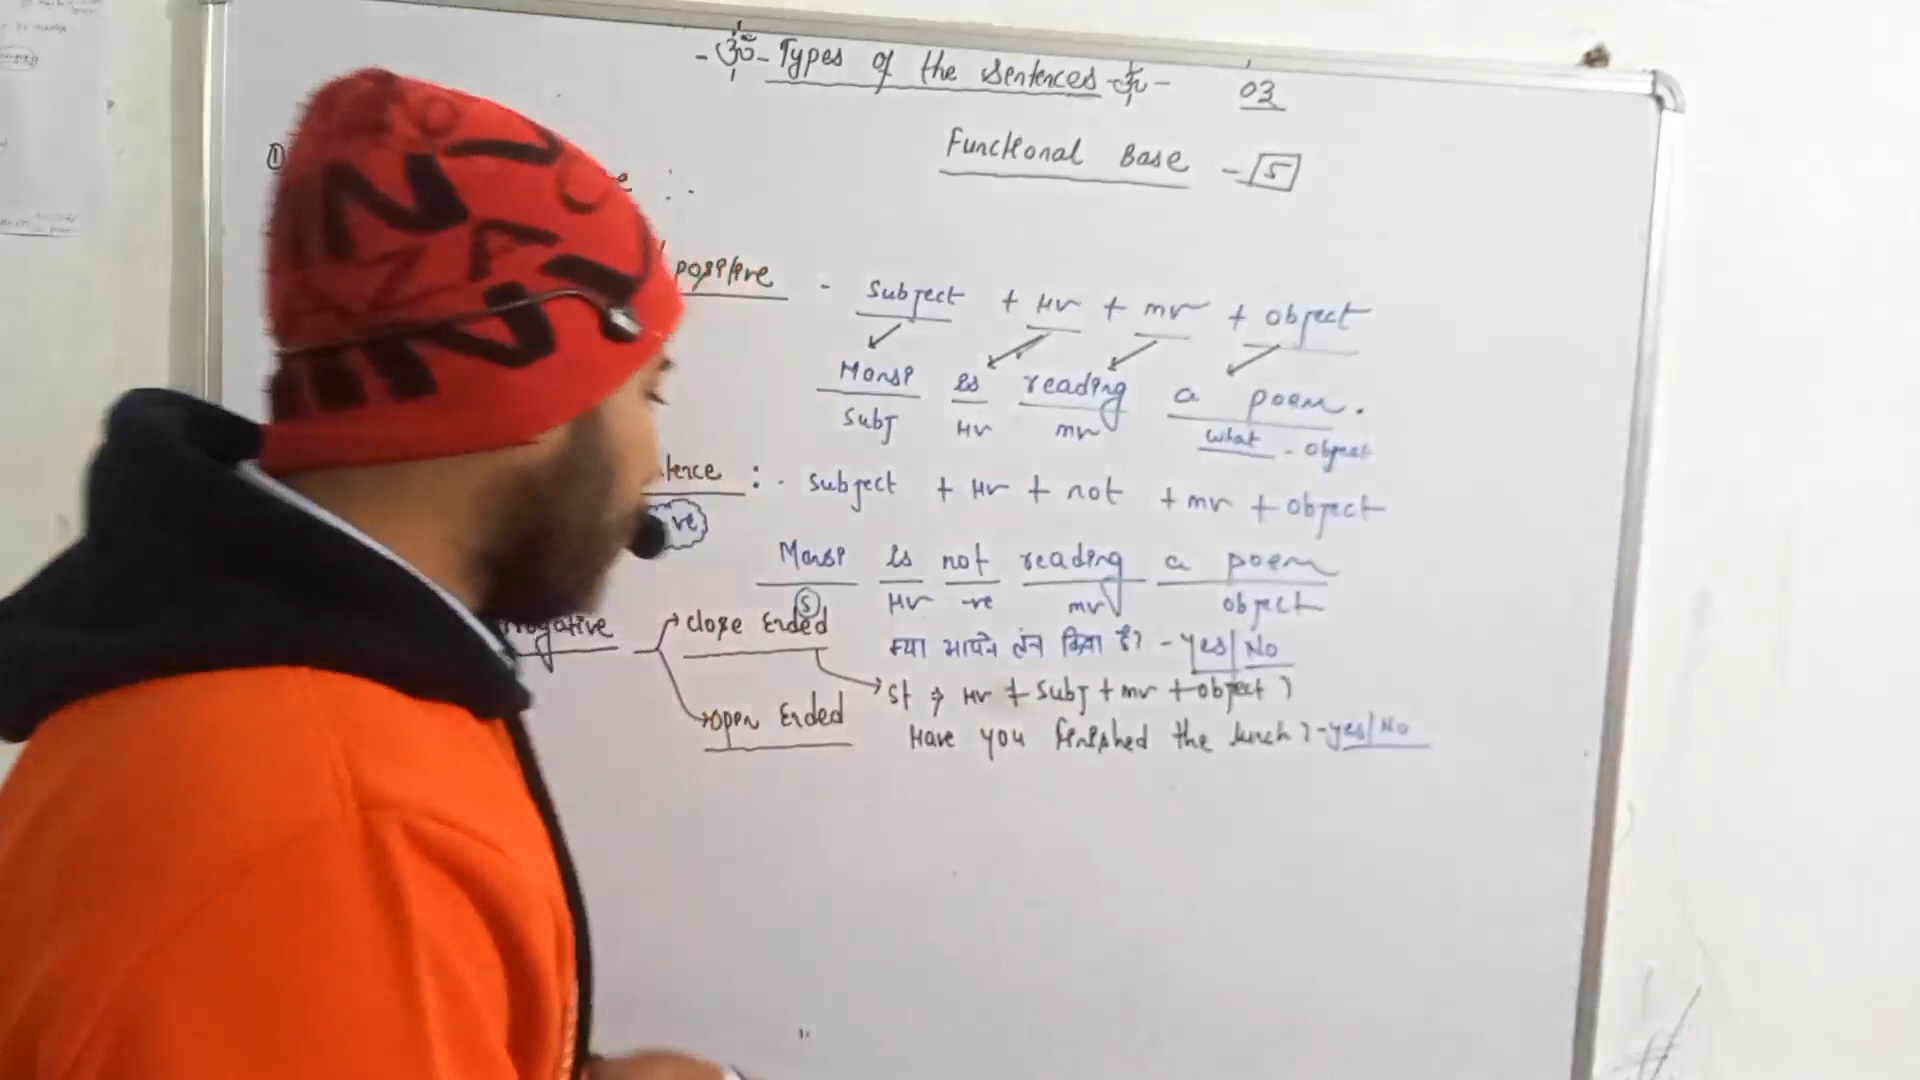 -ॐ- Types of the sentences -ॐ- 03
Functional Base - 5
①
positive - Subject + Hv + mv + object
Mansi is reading a poem.
Subj Hv mv what - object
tence :- subject + Hv + not + mv + object
ve
Mansi is not reading a poem
S Hv -ve mv object
rogative → close Ended क्या आपने लंच किया है? - Yes/No
→ St ⇒ Hv + Subj + mv + object ?
→ open Ended Have you finished the lunch ? - yes/No